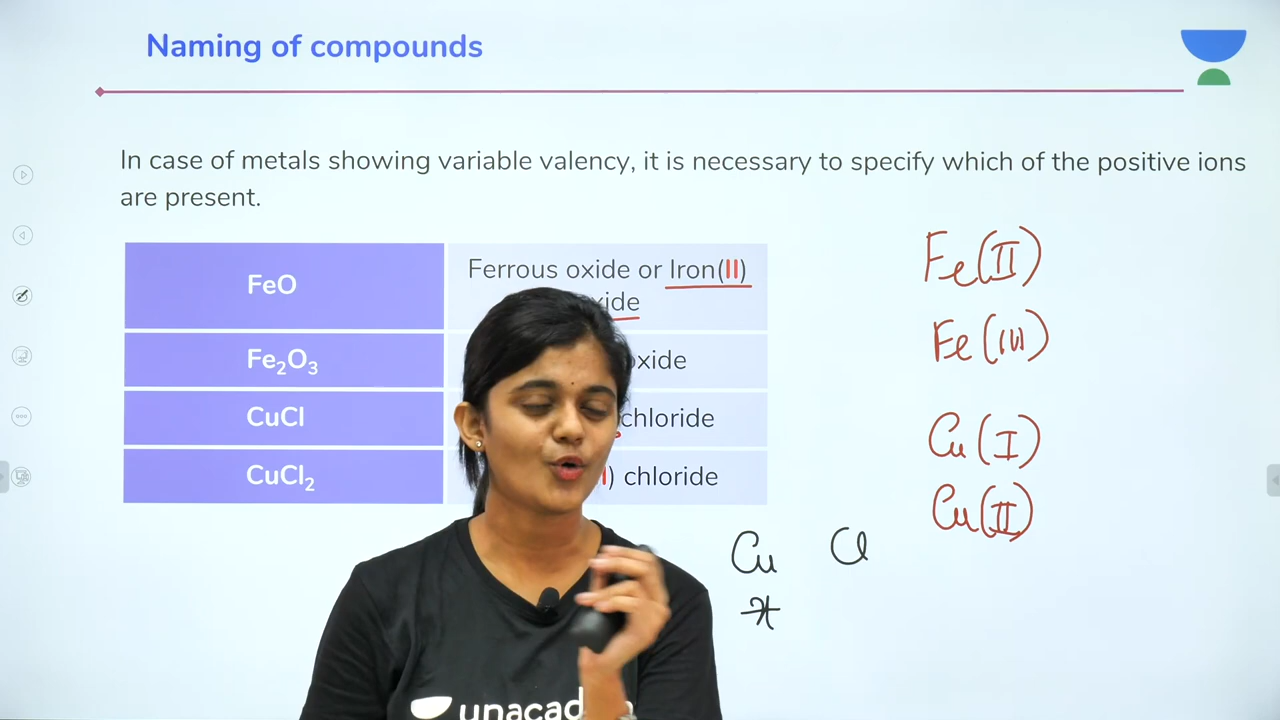 Naming of compounds
In case of metals showing variable valency, it is necessary to specify which of the positive ions
are present.
FeO
Ferrous oxide or Iron(II)
Fe₂O₃
CuCl
chloride
CuCl₂
chloride
Fe(II)
Fe(III)
Cu(I)
Cu(II)
Cu Cl
x